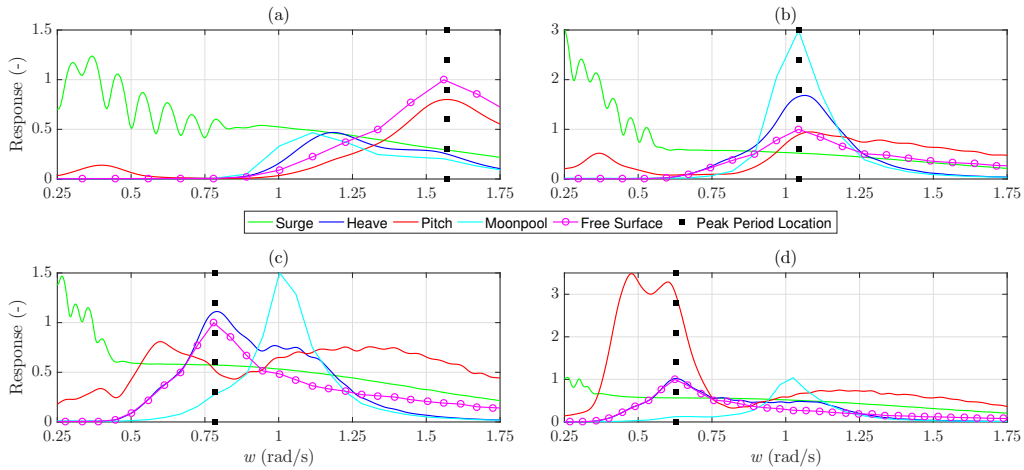 (a) (b)
Response (-)
1.5
1
0.5
0
0.25 0.5 0.75 1 1.25 1.5 1.75
3
2
1
0
0.25 0.5 0.75 1 1.25 1.5 1.75
Surge Heave Pitch Moonpool Free Surface Peak Period Location
(c) (d)
Response (-)
1.5
1
0.5
0
0.25 0.5 0.75 1 1.25 1.5 1.75
w (rad/s)
3
2
1
0
0.25 0.5 0.75 1 1.25 1.5 1.75
w (rad/s)